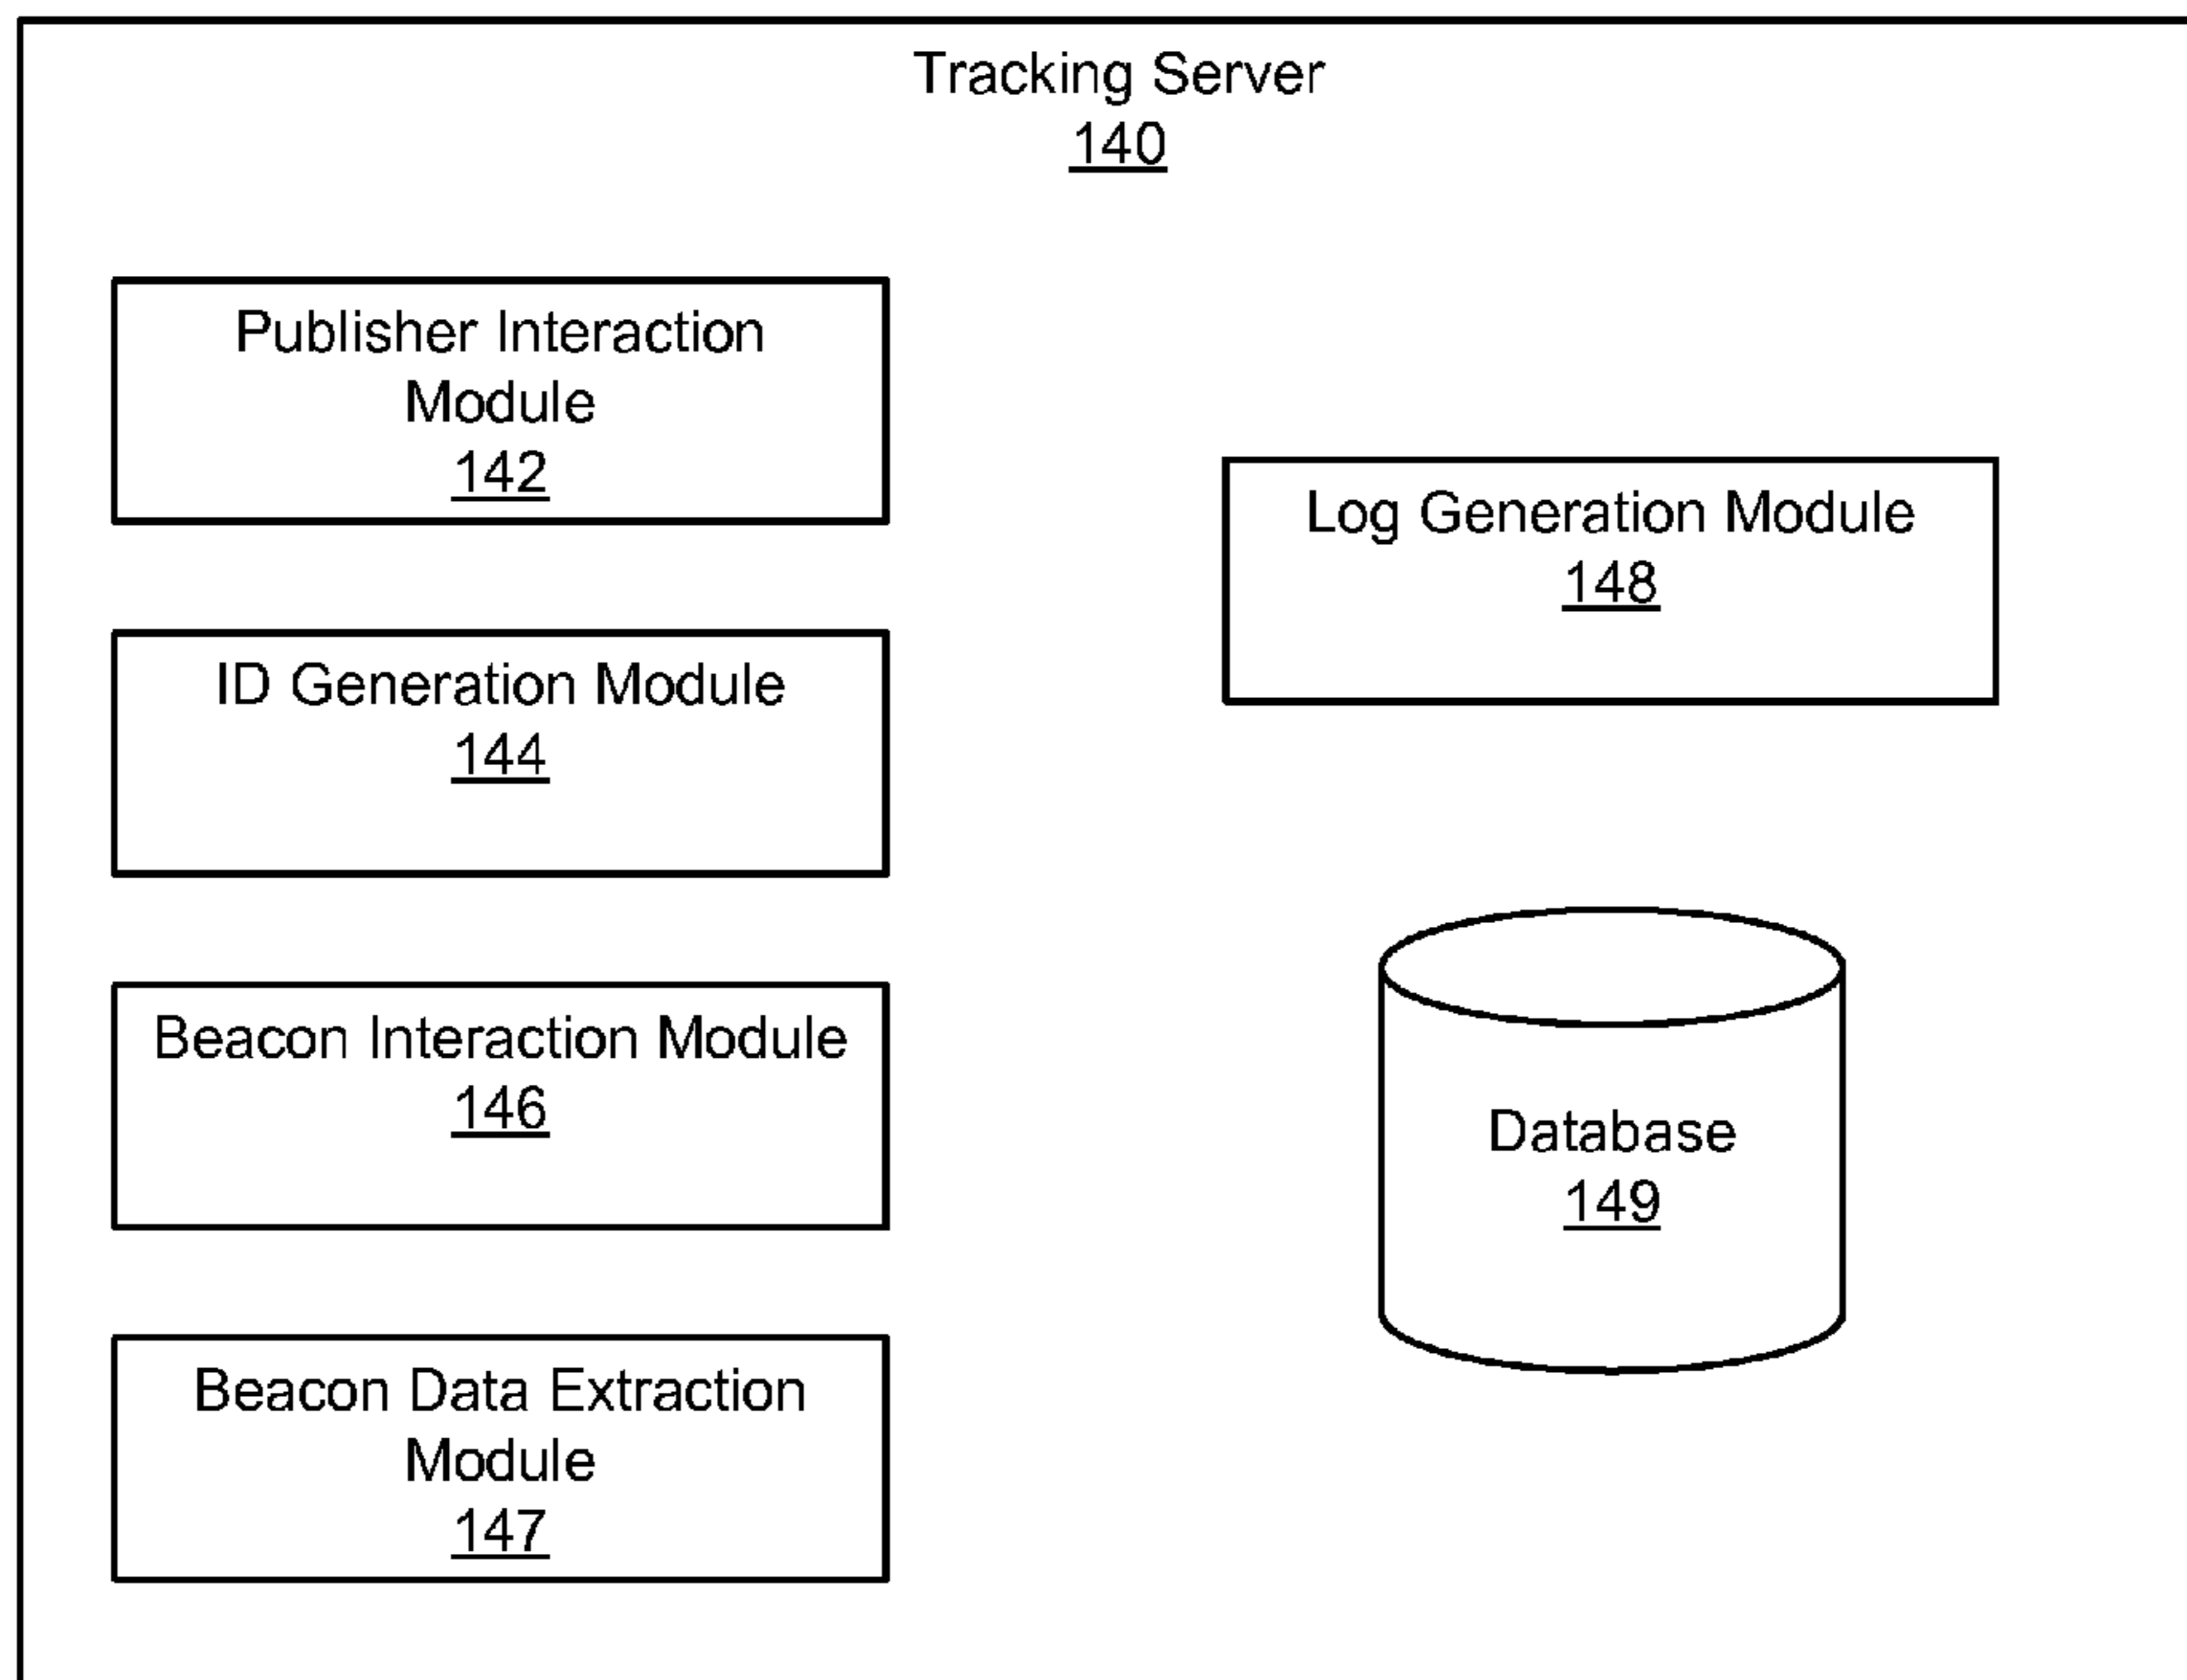 Tracking Server
140
Publisher Interaction
Module
142
ID Generation Module
144
Beacon Interaction Module
146
Beacon Data Extraction
Module
147
Log Generation Module
148
Database
149